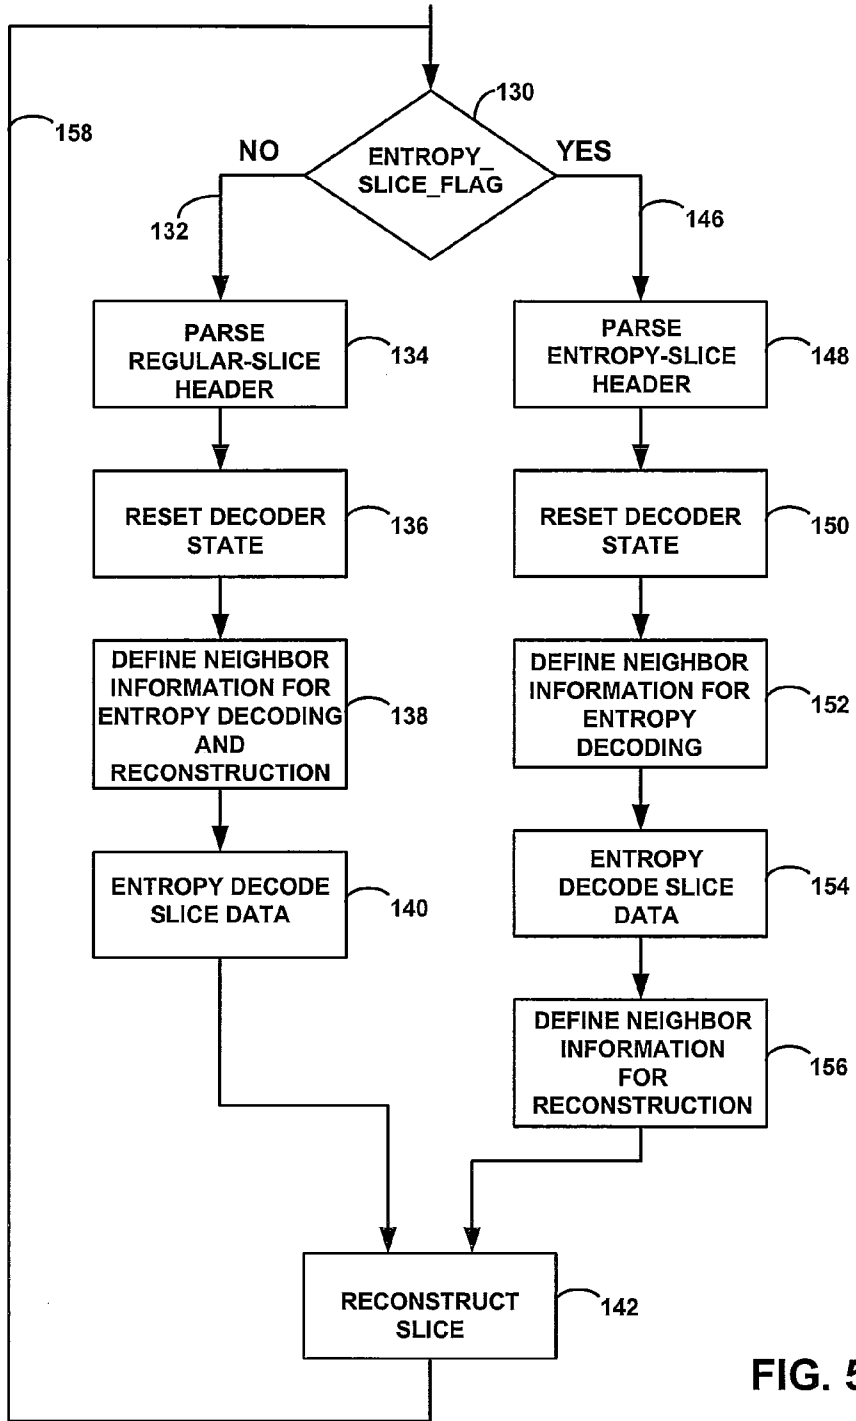 130
158
NO
ENTROPY_
SLICE_FLAG
YES
132
146
PARSE
REGULAR-SLICE
HEADER
134
PARSE
ENTROPY-SLICE
HEADER
148
RESET DECODER
STATE
136
RESET DECODER
STATE
150
DEFINE NEIGHBOR
INFORMATION FOR
ENTROPY DECODING
AND
RECONSTRUCTION
138
DEFINE NEIGHBOR
INFORMATION FOR
ENTROPY
DECODING
152
ENTROPY DECODE
SLICE DATA
140
ENTROPY
DECODE SLICE
DATA
154
DEFINE NEIGHBOR
INFORMATION
FOR
RECONSTRUCTION
156
RECONSTRUCT
SLICE
142
FIG. 5